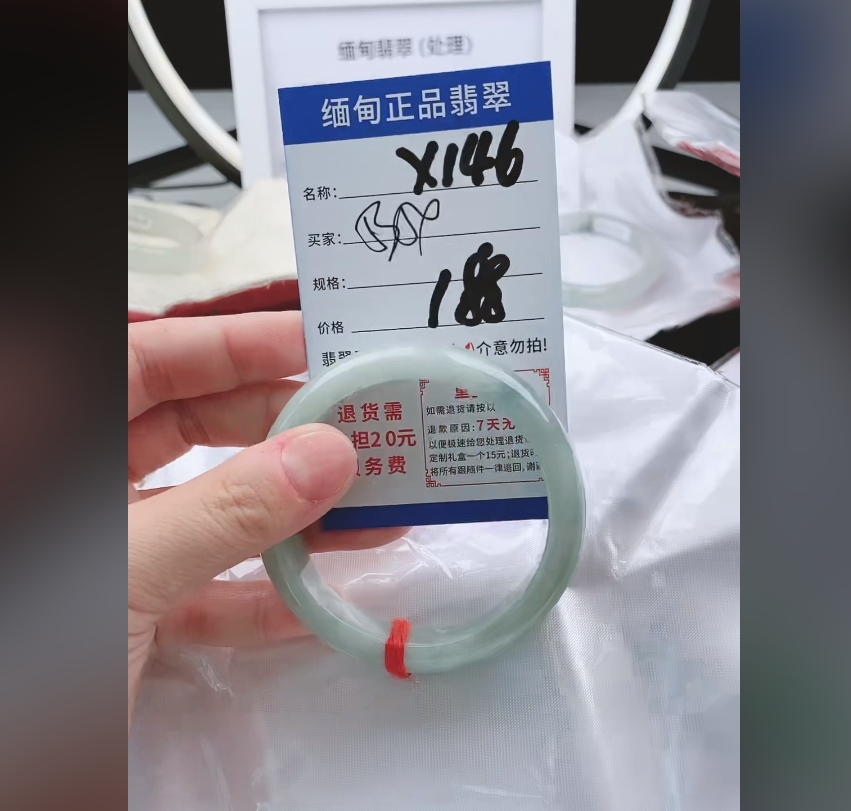 缅甸翡翠(处理)
缅甸正品翡翠
名称: X1449
买家:
规格:
价格 188
翡翠 介意勿拍!
退货需
担20元
务费
如需退货请按以
退款原因:7天无
以便极速给您处理退货
定制礼盒一个15元;退货
将所有跟随件一律退回,谢